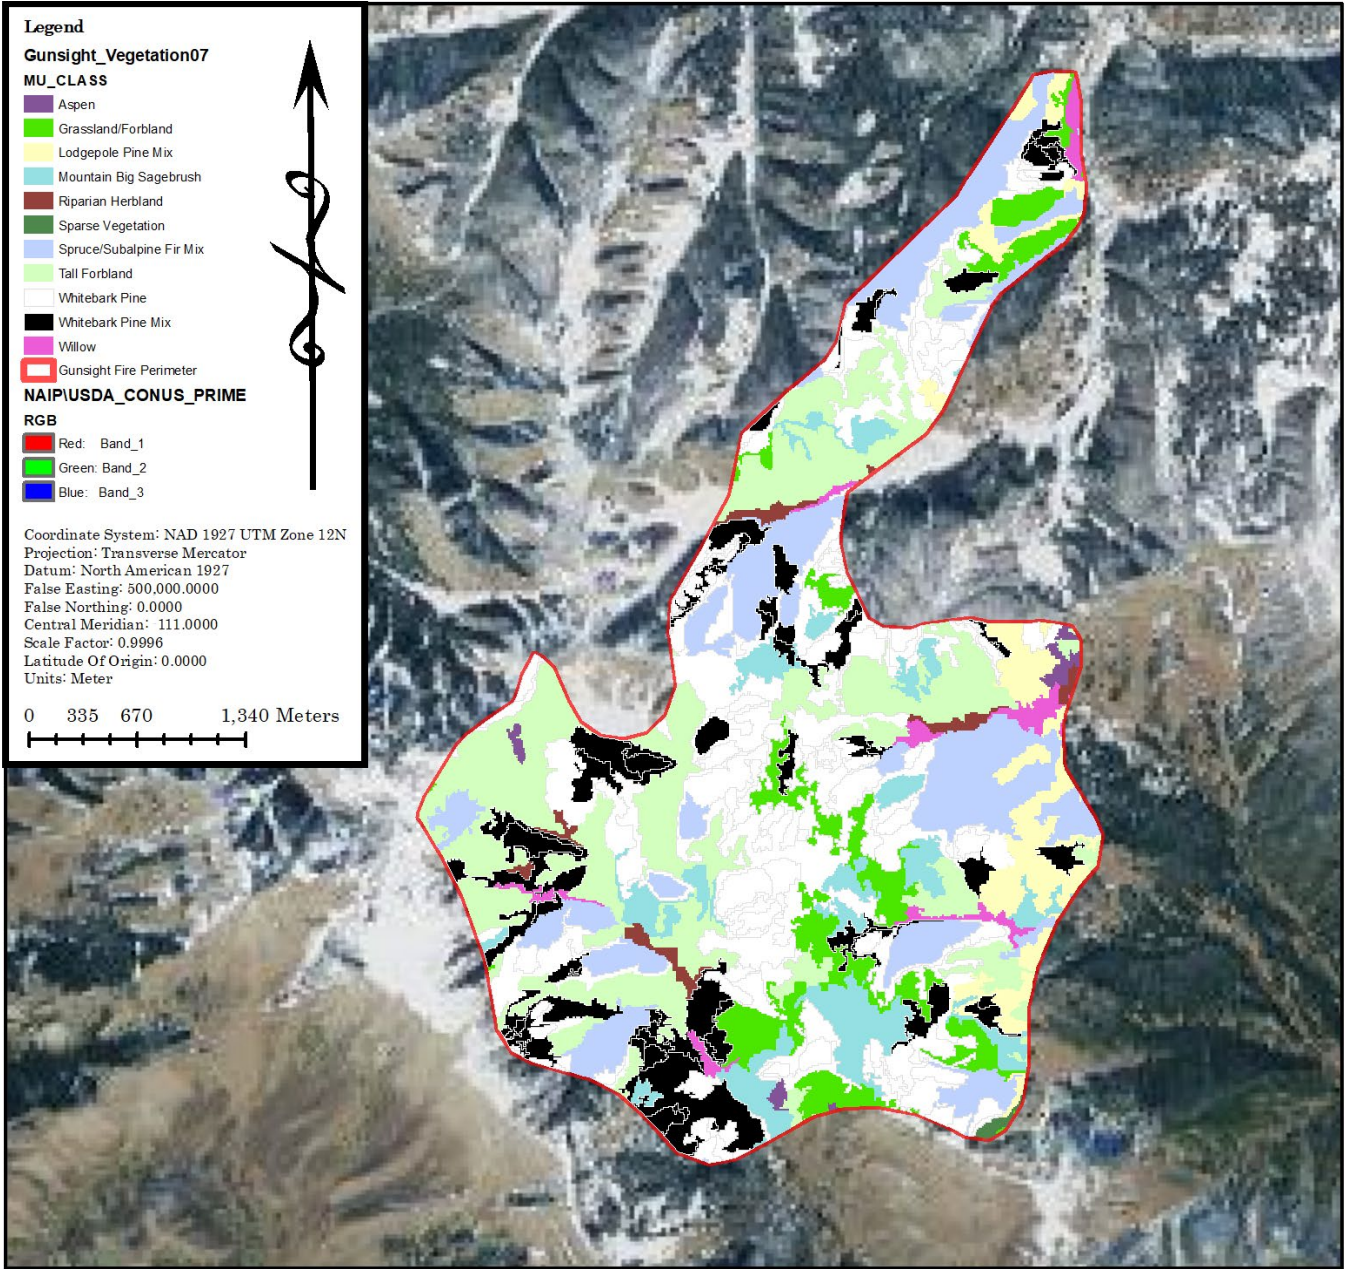 Legend
Gunsight_Vegetation07
MU_CLASS
Aspen
Grassland/Forbland
Lodgepole Pine Mix
Mountain Big Sagebrush
Riparian Herbland
Sparse Vegetation
Spruce/Subalpine Fir Mix
Tall Forbland
Whitebark Pine
Whitebark Pine Mix
Willow
Gunsight Fire Perimeter
NAIP\USDA_CONUS_PRIME
RGB
Red: Band_1
Green: Band_2
Blue: Band_3
Coordinate System: NAD 1927 UTM Zone 12N
Projection: Transverse Mercator
Datum: North American 1927
False Easting: 500,000.0000
False Northing: 0.0000
Central Meridian: 111.0000
Scale Factor: 0.9996
Latitude Of Origin: 0.0000
Units: Meter
0 335 670 1,340 Meters